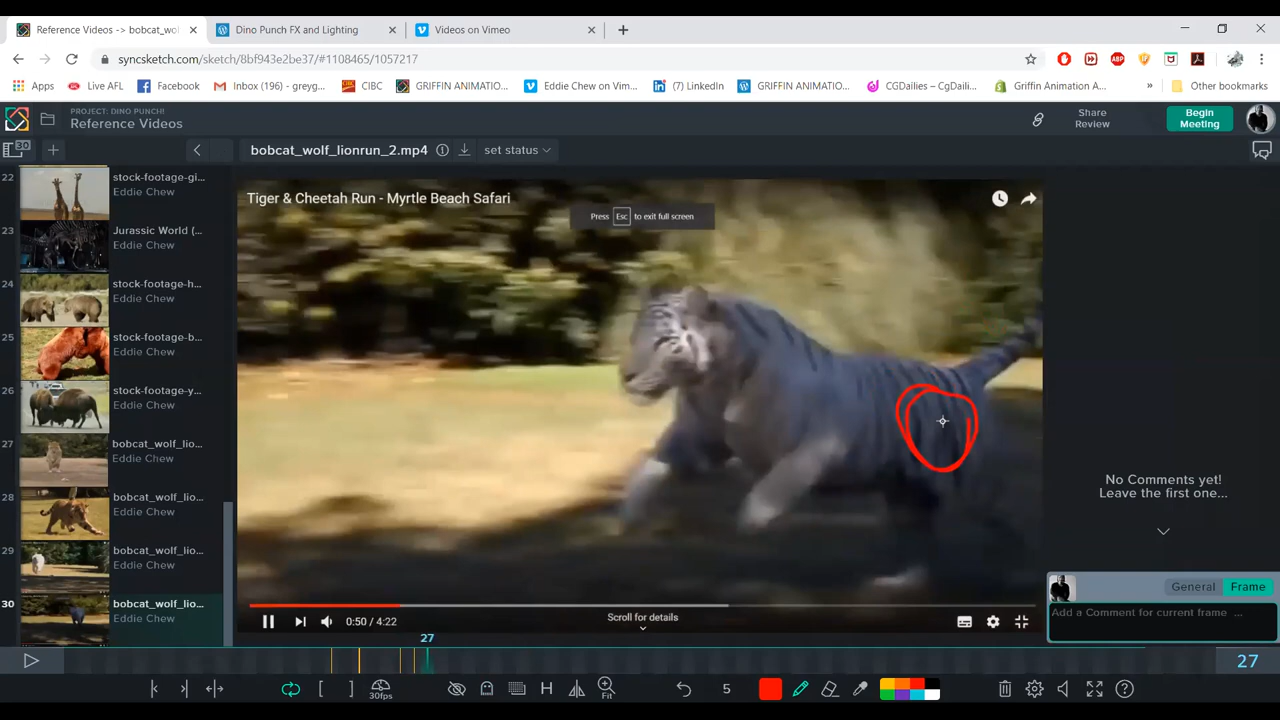 Reference Videos -> bobcat_wo
Dino Punch FX and Lighting
Videos on Vimeo
syncsketch.com/sketch/8bf943e2be37/#1108465/1057217
Apps
Live AFL
Facebook
Inbox (196) - greyg...
CIBC
GRIFFIN ANIMATIO...
Eddie Chew on Vim...
(7) LinkedIn
GRIFFIN ANIMATIO...
CGDailies – CgDaili...
Griffin Animation A...
»
Other bookmarks
PROJECT: DINO PUNCH!
Reference Videos
Share Review
Begin Meeting
30
bobcat_wolf_lionrun_2.mp4
set status
22
stock-footage-gi...
Eddie Chew
23
Jurassic World (...
Eddie Chew
24
stock-footage-h...
Eddie Chew
25
stock-footage-b...
Eddie Chew
26
stock-footage-y...
Eddie Chew
27
bobcat_wolf_lio...
Eddie Chew
28
bobcat_wolf_lio...
Eddie Chew
29
bobcat_wolf_lio...
Eddie Chew
30
bobcat_wolf_lio...
Eddie Chew
Tiger & Cheetah Run - Myrtle Beach Safari
Press Esc to exit full screen
0:50 / 4:22
Scroll for details
No Comments yet!
Leave the first one...
General
Frame
Add a Comment for current frame ...
27
27
30fps
H
Fit
5